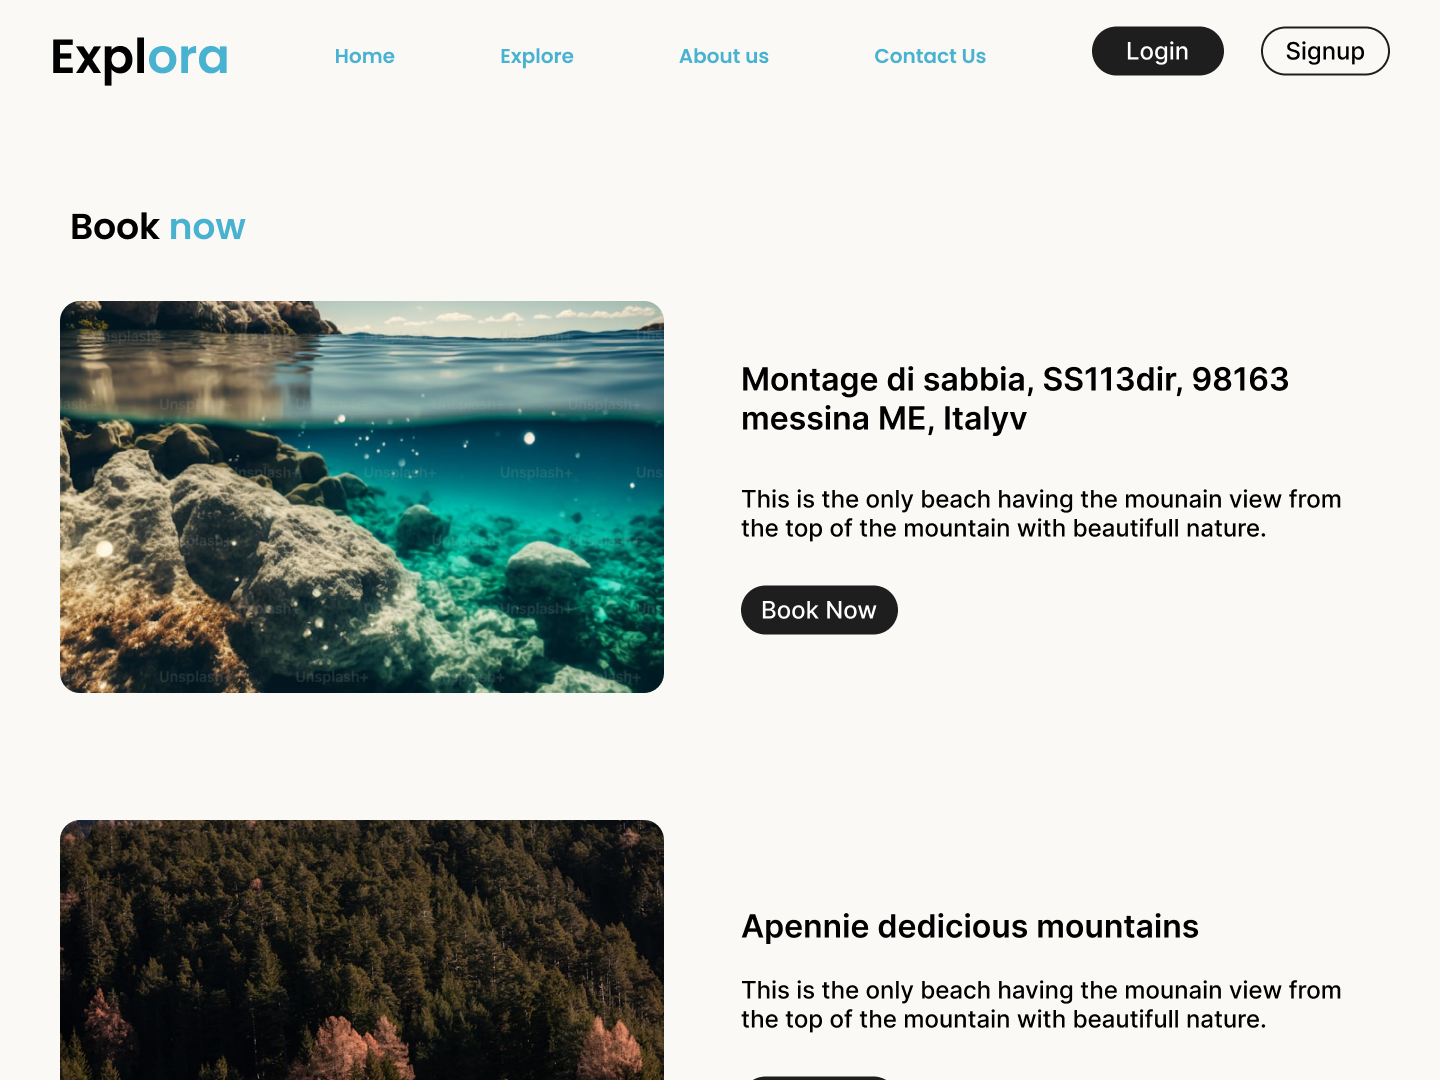 Explora
Home
Explore
About us
Contact Us
Login
Signup
Book now
Unsplash+
Unsplash+
Unsplash+
Unsplash+
Unsplash+
Unsplash+
Unsplash+
Montage di sabbia, SS113dir, 98163
messina ME, Italyv
This is the only beach having the mounain view from
the top of the mountain with beautifull nature.
Book Now
Apennie dedicious mountains
This is the only beach having the mounain view from
the top of the mountain with beautifull nature.